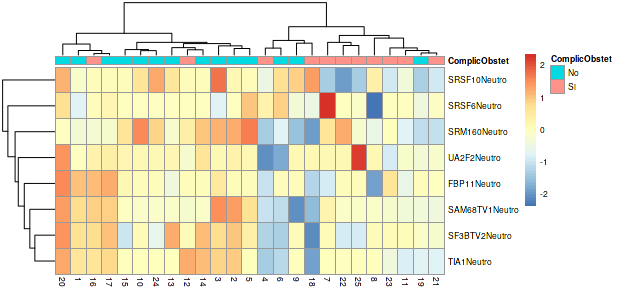 ComplicObstet
ComplicObstet
No
SI
2
1
0
-1
-2
SRSF10Neutro
SRSF6Neutro
SRM160Neutro
UA2F2Neutro
FBP11Neutro
SAM68TV1Neutro
SF3BTV2Neutro
TIA1Neutro
20 1 16 17 15 10 24 13 12 14 3 2 5 4 6 9 18 7 22 25 8 23 11 19 21